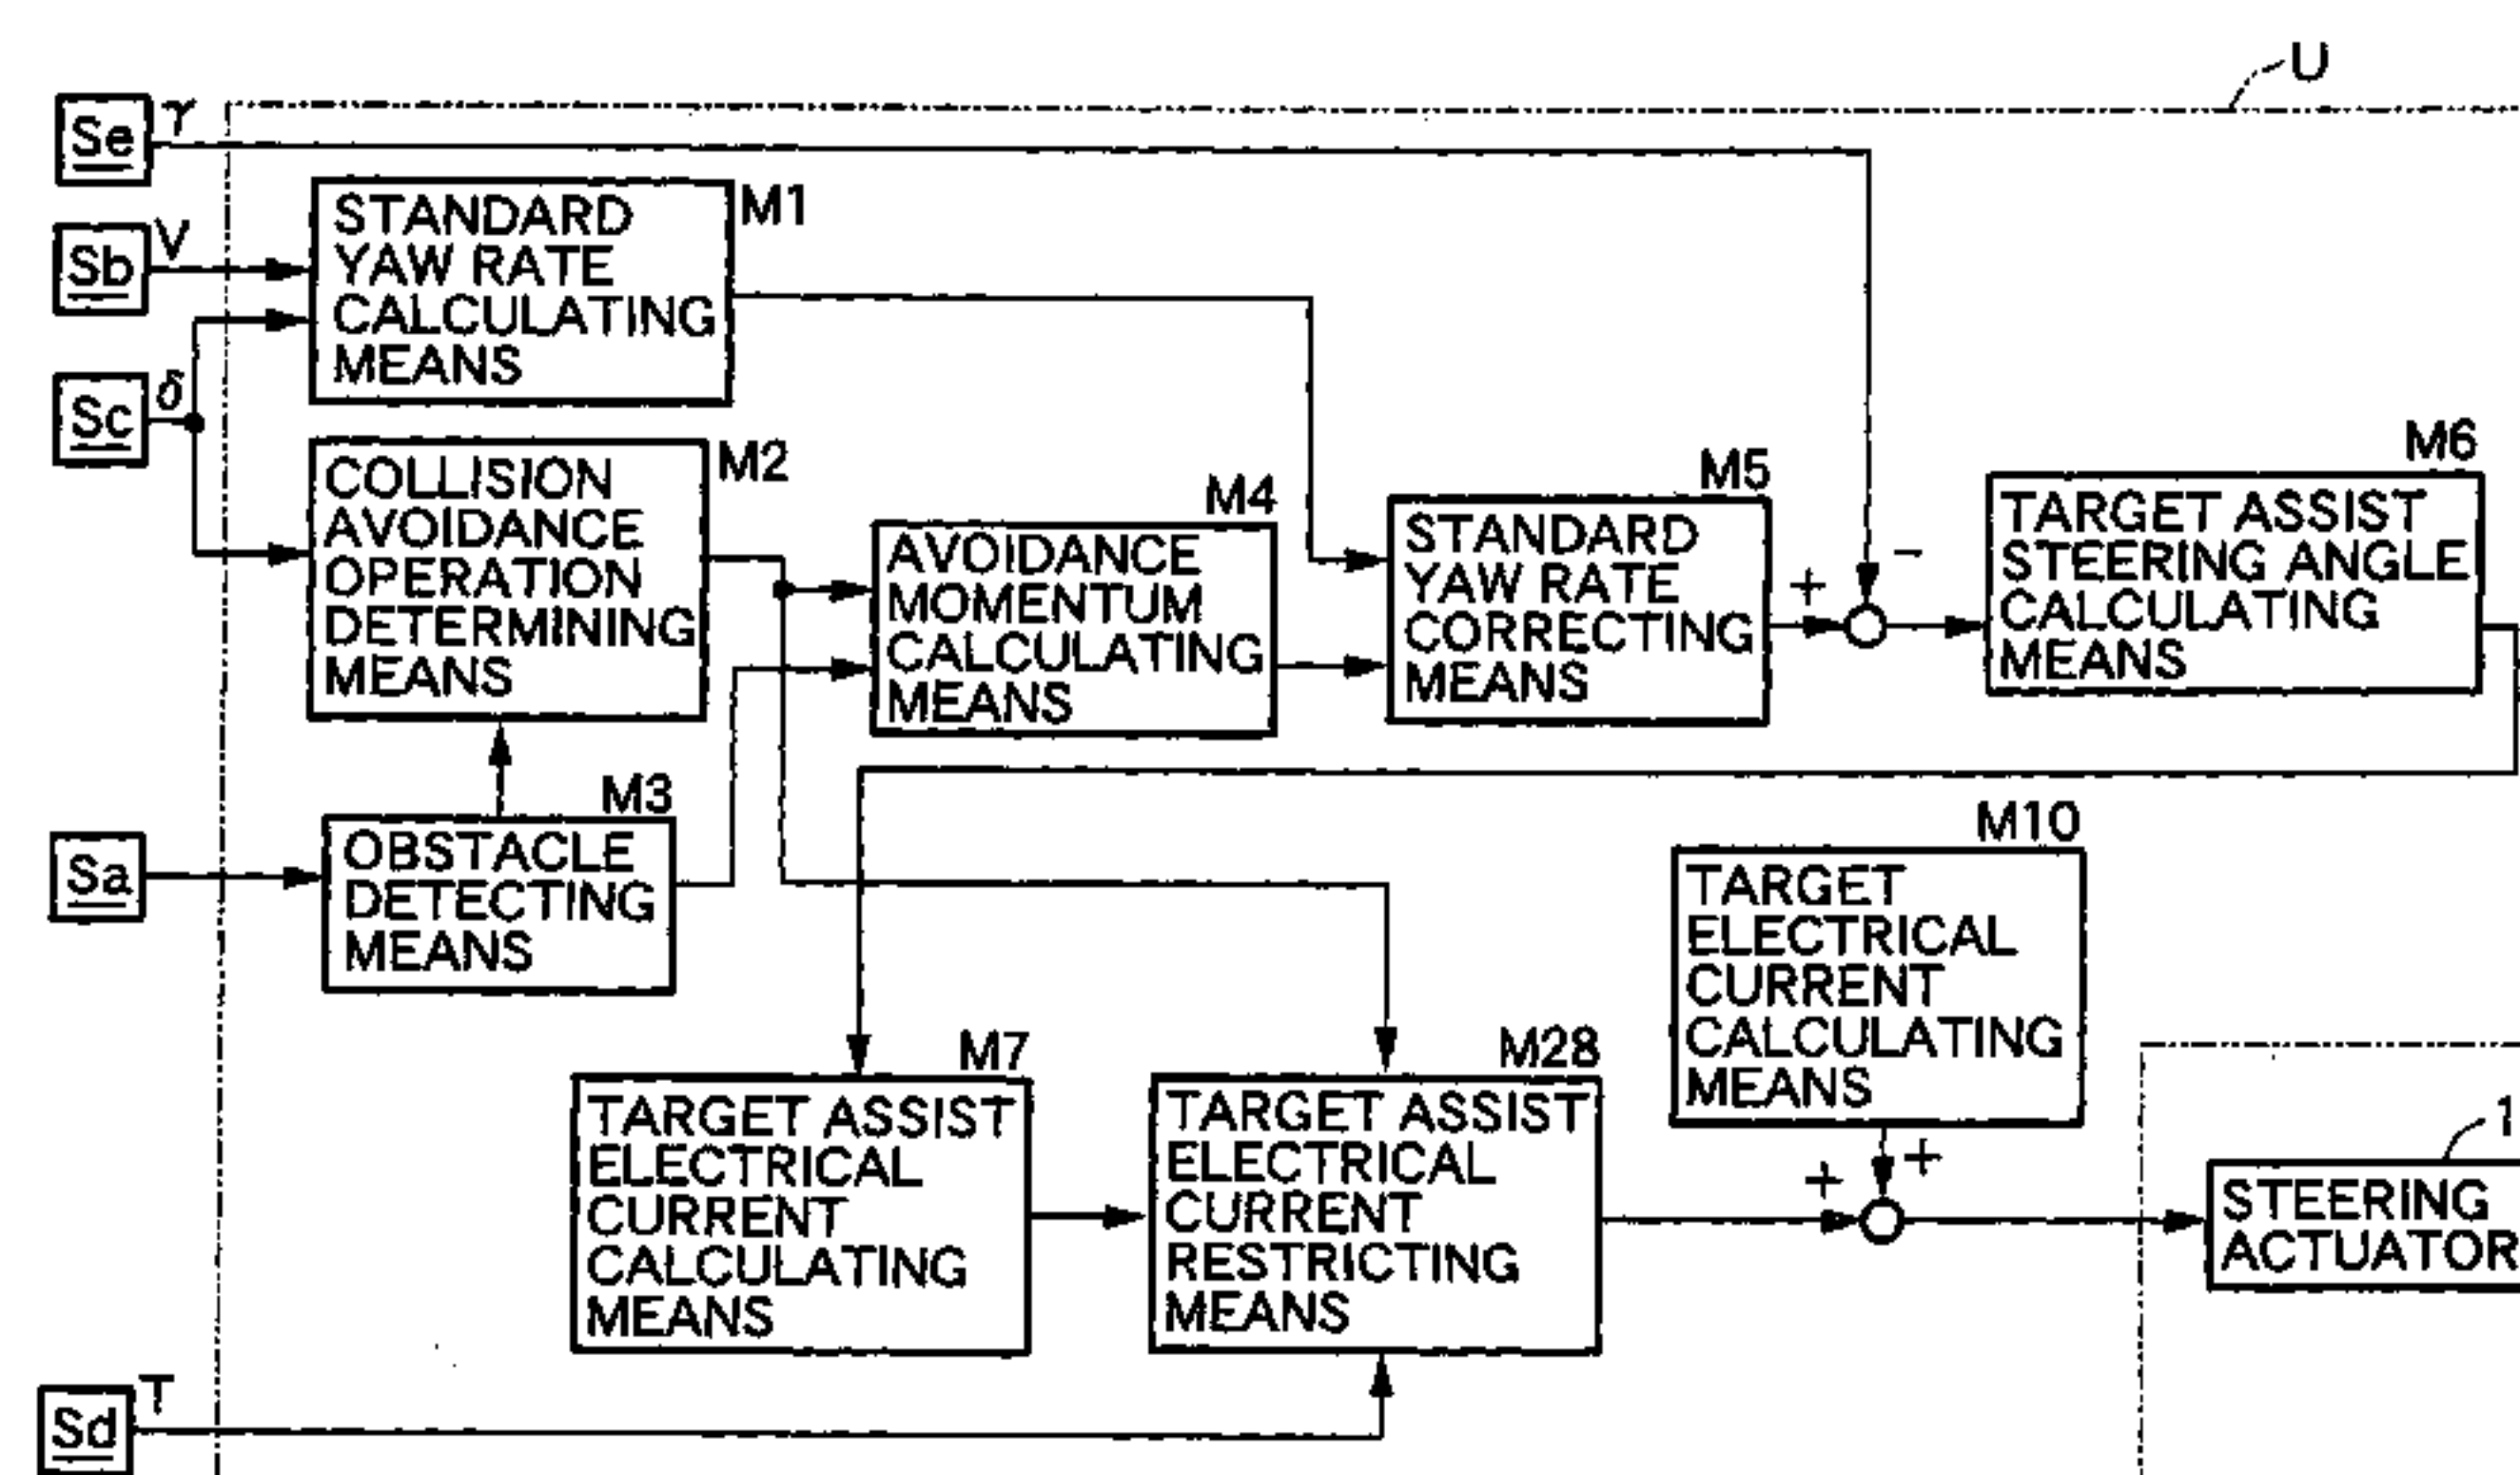 U
Se
γ
Sb
V
Sc
δ
M1
STANDARD
YAW RATE
CALCULATING
MEANS
M2
COLLISION
AVOIDANCE
OPERATION
DETERMINING
MEANS
M4
AVOIDANCE
MOMENTUM
CALCULATING
MEANS
M5
STANDARD
YAW RATE
CORRECTING
MEANS
+
−
M6
TARGET ASSIST
STEERING ANGLE
CALCULATING
MEANS
Sa
M3
OBSTACLE
DETECTING
MEANS
M10
TARGET
ELECTRICAL
CURRENT
CALCULATING
MEANS
M7
TARGET ASSIST
ELECTRICAL
CURRENT
CALCULATING
MEANS
M28
TARGET ASSIST
ELECTRICAL
CURRENT
RESTRICTING
MEANS
+
+
1
STEERING
ACTUATOR
Sd
T